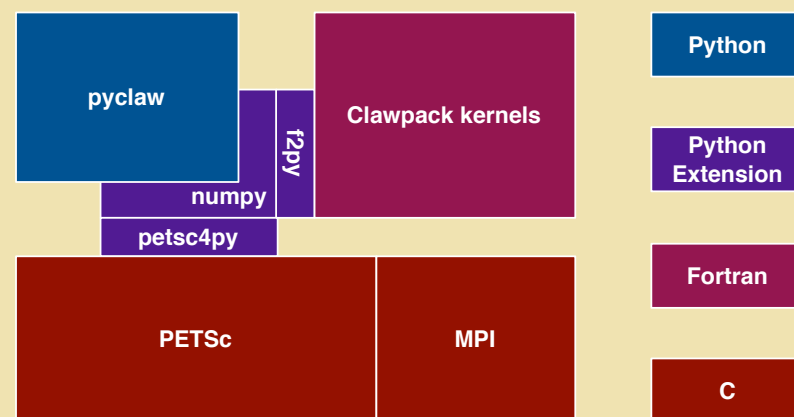 pyclaw
Clawpack kernels
f2py
numpy
petsc4py
PETSc
MPI
Python
Python
Extension
Fortran
C